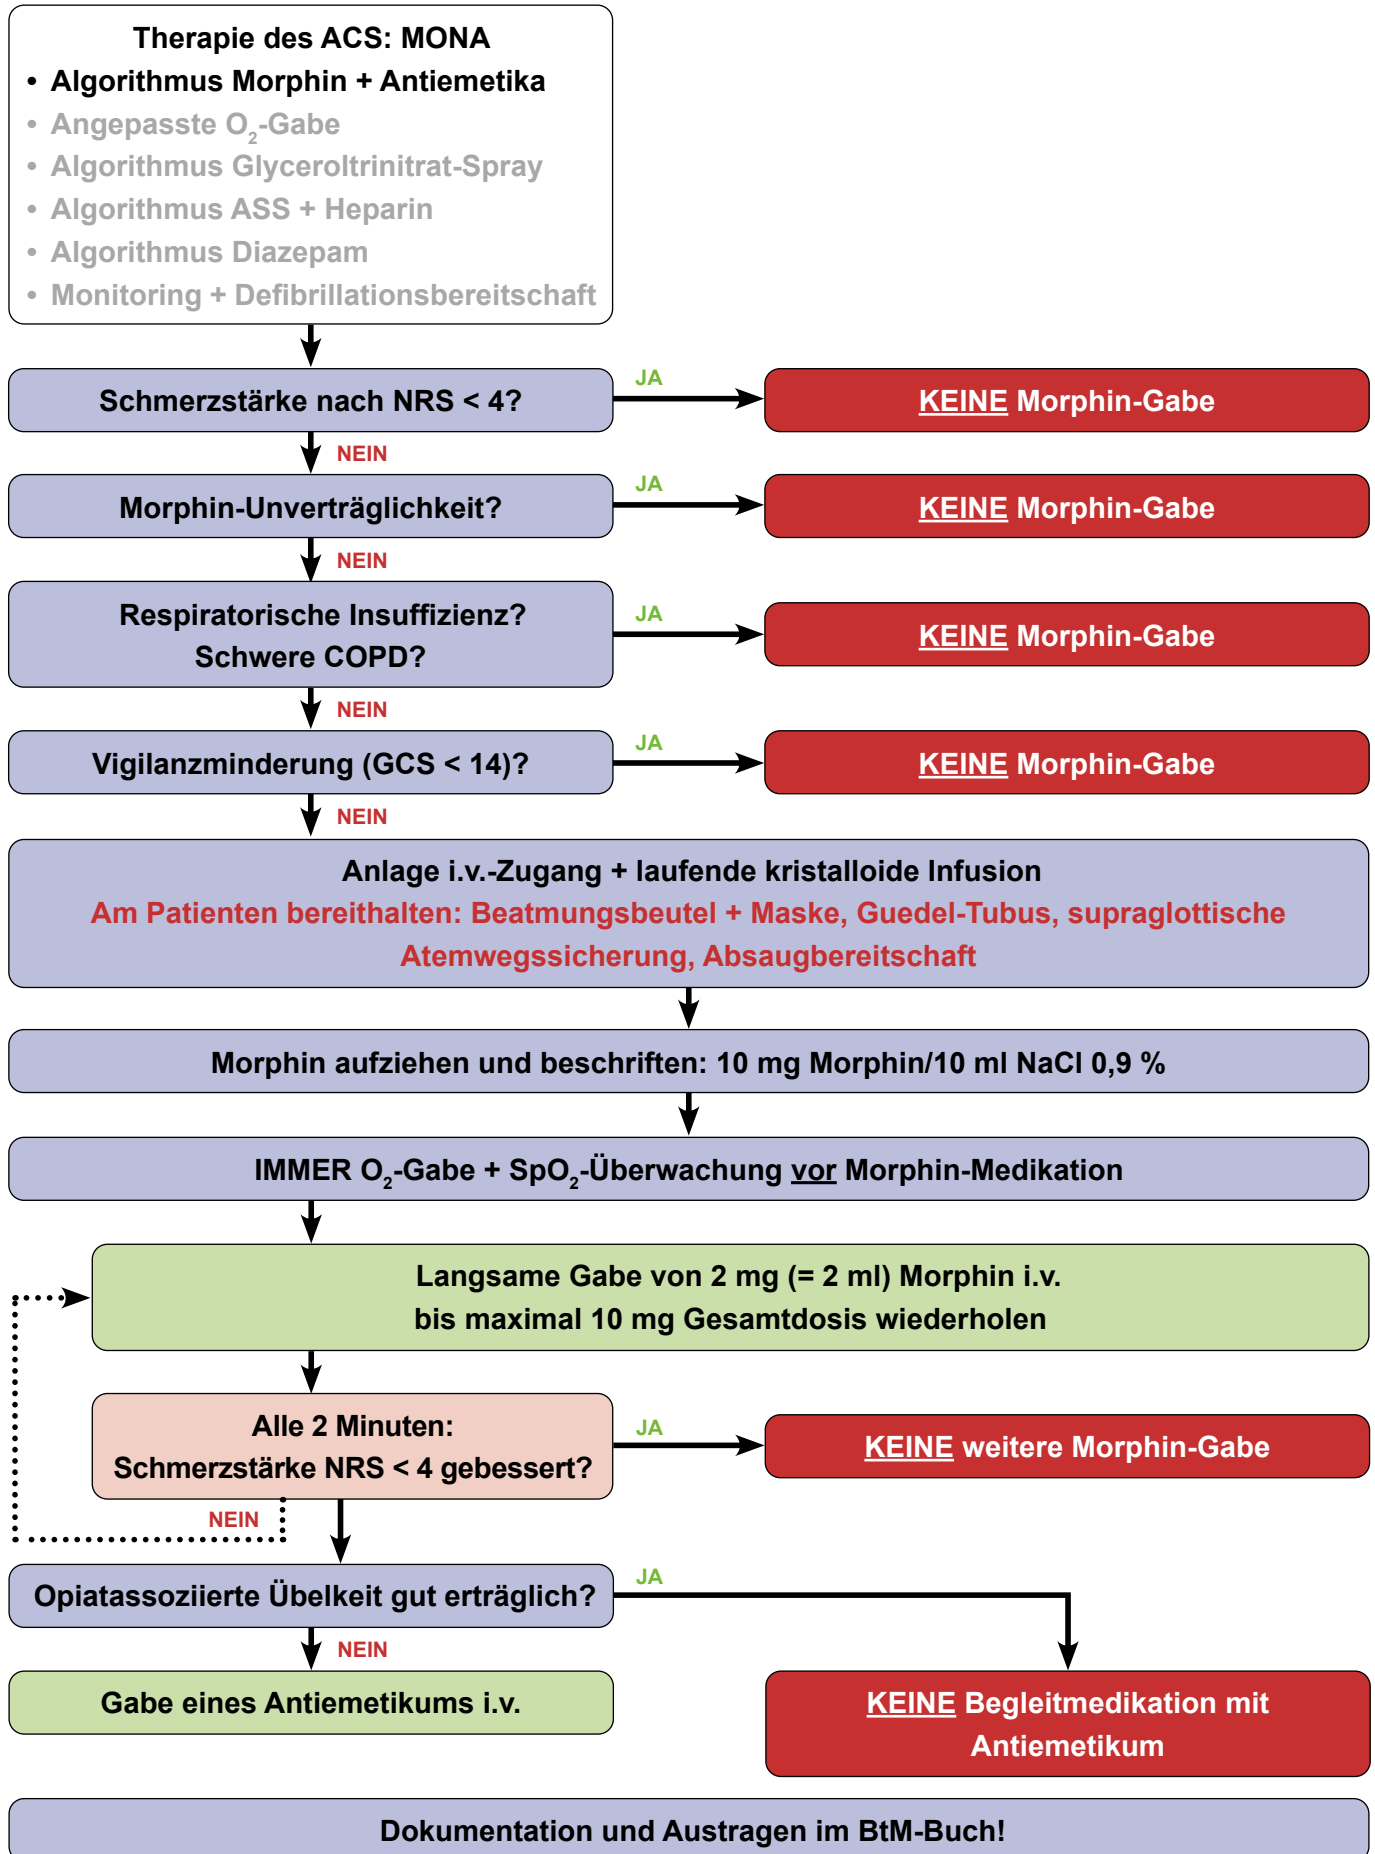 Therapie des ACS: MONA
• Algorithmus Morphin + Antiemetika
• Angepasste O₂-Gabe
• Algorithmus Glyceroltrinitrat-Spray
• Algorithmus ASS + Heparin
• Algorithmus Diazepam
• Monitoring + Defibrillationsbereitschaft
Schmerzstärke nach NRS < 4?
JA
KEINE Morphin-Gabe
NEIN
Morphin-Unverträglichkeit?
JA
KEINE Morphin-Gabe
NEIN
Respiratorische Insuffizienz?
Schwere COPD?
JA
KEINE Morphin-Gabe
NEIN
Vigilanzminderung (GCS < 14)?
JA
KEINE Morphin-Gabe
NEIN
Anlage i.v.-Zugang + laufende kristalloide Infusion
Am Patienten bereithalten: Beatmungsbeutel + Maske, Guedel-Tubus, supraglottische
Atemwegssicherung, Absaugbereitschaft
Morphin aufziehen und beschriften: 10 mg Morphin/10 ml NaCl 0,9 %
IMMER O₂-Gabe + SpO₂-Überwachung vor Morphin-Medikation
Langsame Gabe von 2 mg (= 2 ml) Morphin i.v.
bis maximal 10 mg Gesamtdosis wiederholen
Alle 2 Minuten:
Schmerzstärke NRS < 4 gebessert?
JA
KEINE weitere Morphin-Gabe
NEIN
Opiatassoziierte Übelkeit gut erträglich?
JA
NEIN
Gabe eines Antiemetikums i.v.
KEINE Begleitmedikation mit
Antiemetikum
Dokumentation und Austragen im BtM-Buch!